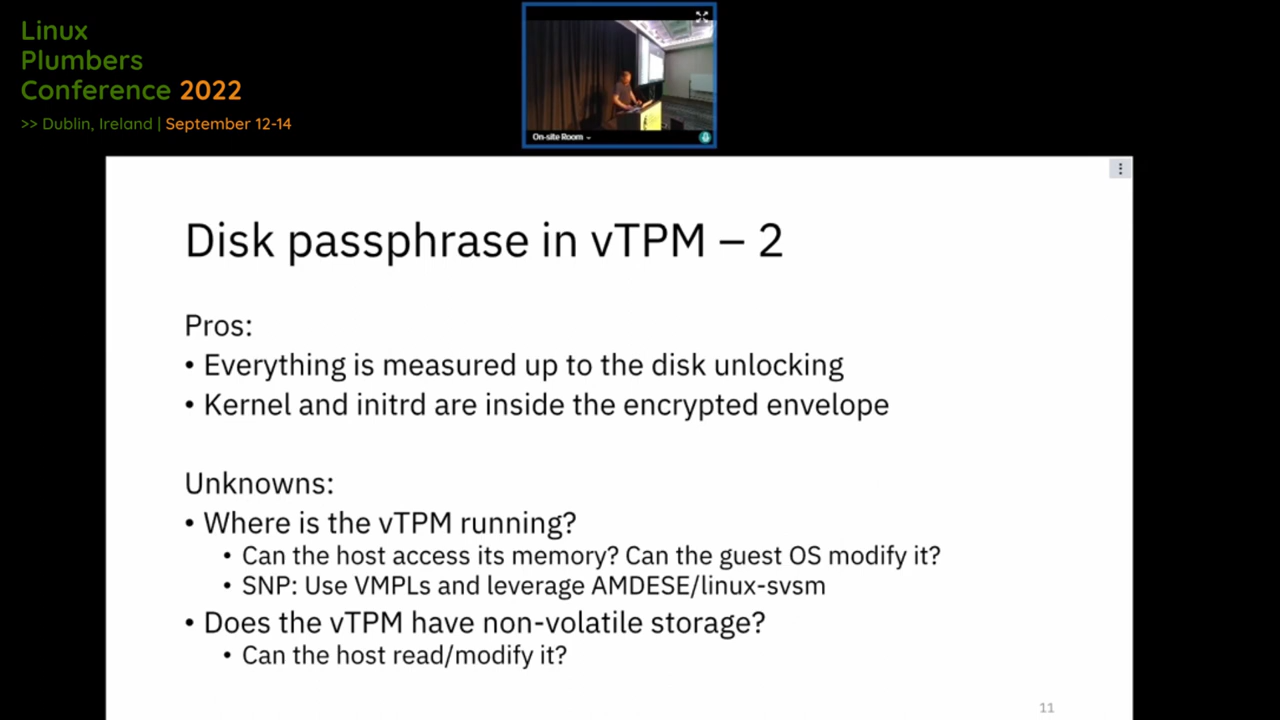 Linux
Plumbers
Conference 2022
>> Dublin, Ireland | September 12-14
On-site Room
Disk passphrase in vTPM – 2
Pros:
• Everything is measured up to the disk unlocking
• Kernel and initrd are inside the encrypted envelope
Unknowns:
• Where is the vTPM running?
• Can the host access its memory? Can the guest OS modify it?
• SNP: Use VMPLs and leverage AMDESE/linux-svsm
• Does the vTPM have non-volatile storage?
• Can the host read/modify it?
11